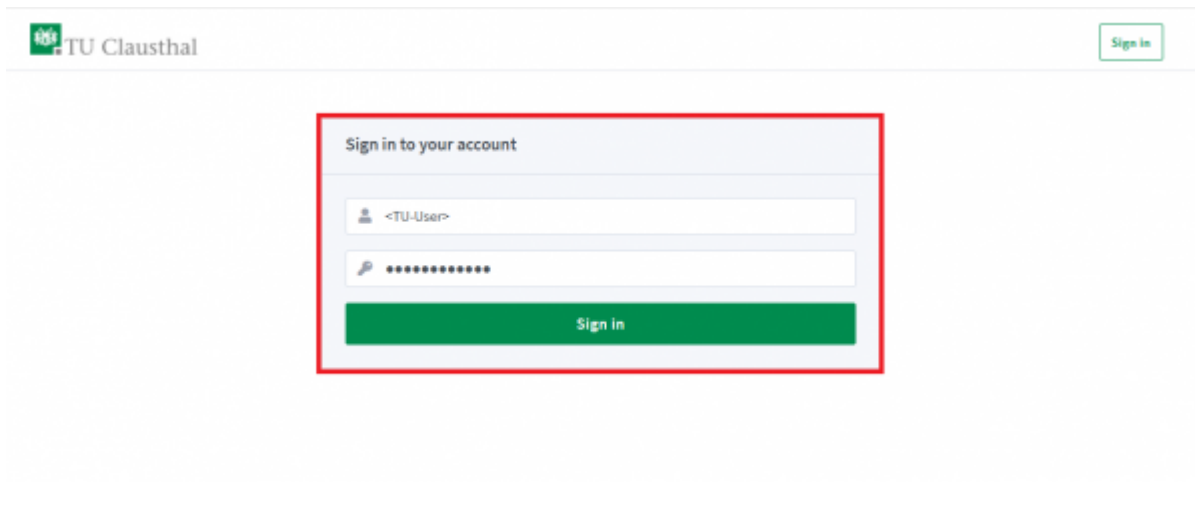 TU Clausthal
Sign in
Sign in to your account
<TU-User>
••••••••••••
Sign in